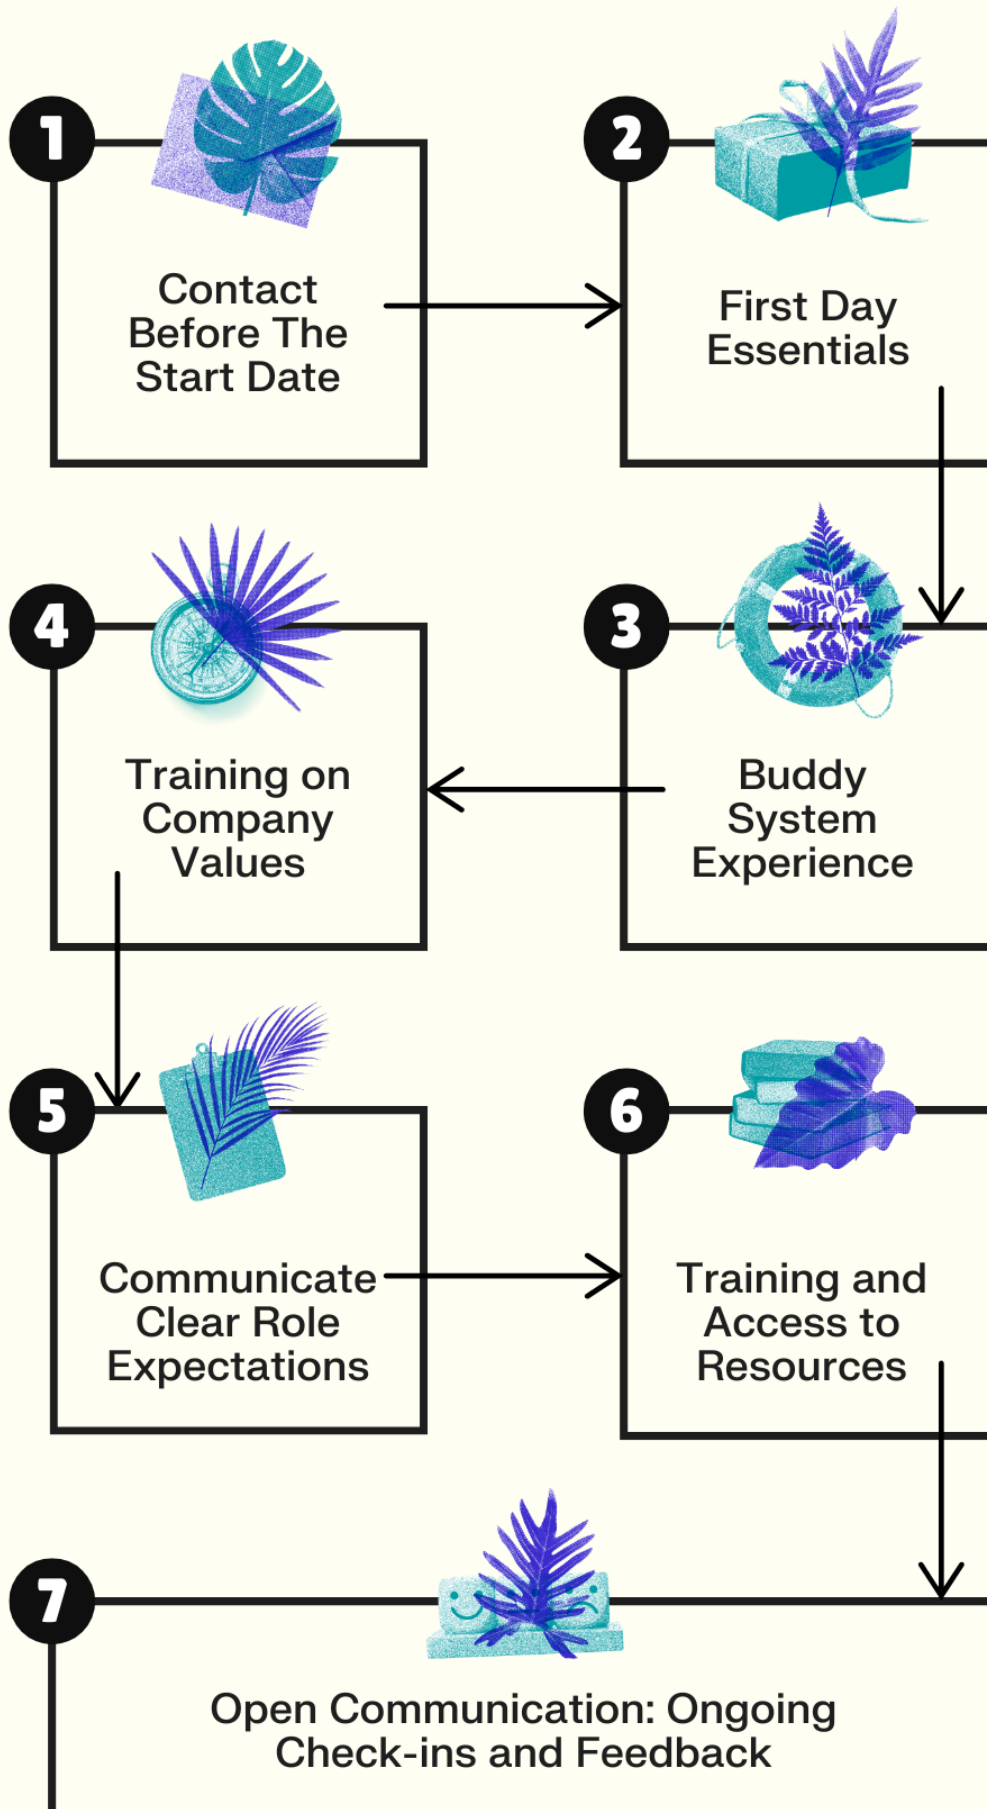 1
Contact
Before The
Start Date
2
First Day
Essentials
3
Buddy
System
Experience
4
Training on
Company
Values
5
Communicate
Clear Role
Expectations
6
Training and
Access to
Resources
7
Open Communication: Ongoing
Check-ins and Feedback